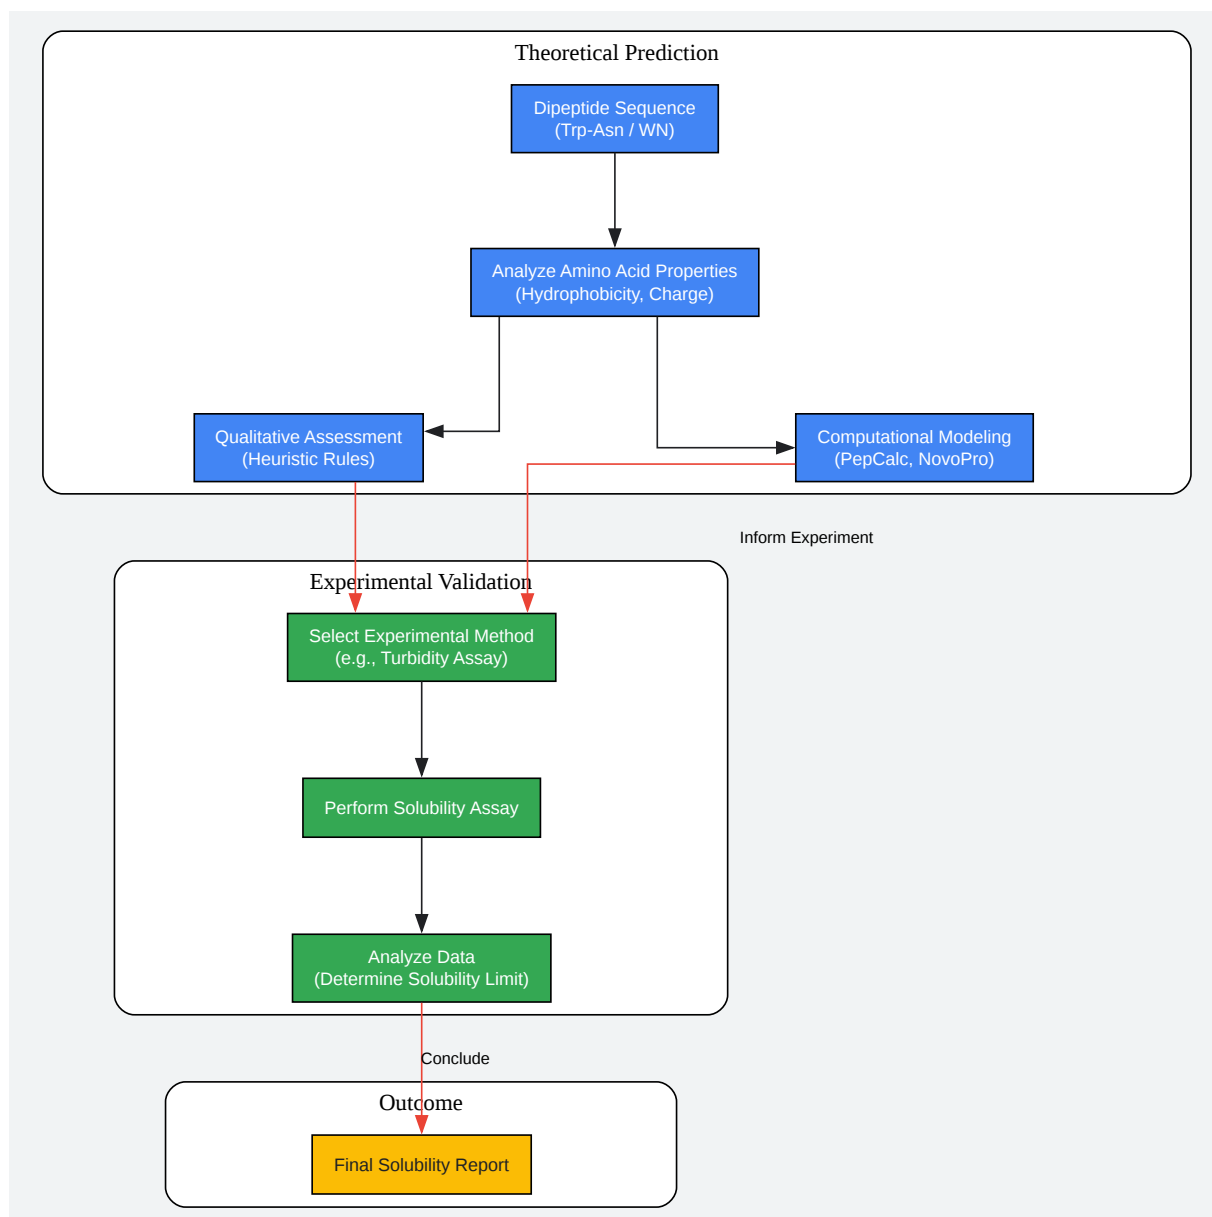 Theoretical Prediction
Dipeptide Sequence
(Trp-Asn / WN)
Analyze Amino Acid Properties
(Hydrophobicity, Charge)
Qualitative Assessment
(Heuristic Rules)
Computational Modeling
(PepCalc, NovoPro)
Inform Experiment
Experimental Validation
Select Experimental Method
(e.g., Turbidity Assay)
Perform Solubility Assay
Analyze Data
(Determine Solubility Limit)
Conclude
Outcome
Final Solubility Report